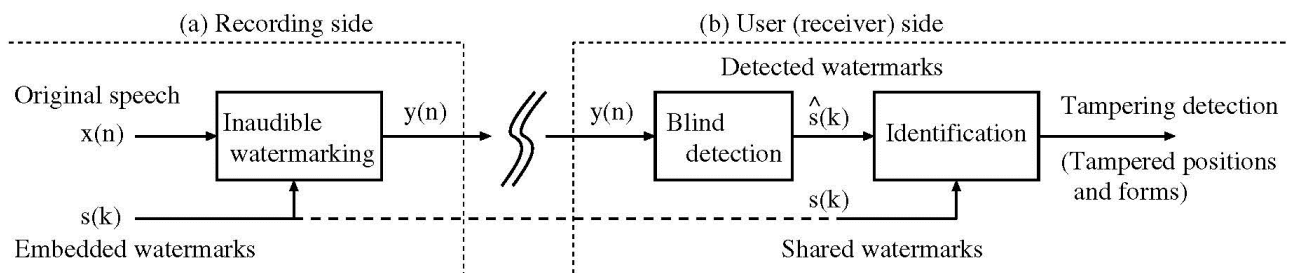 (a) Recording side
(b) User (receiver) side
Original speech
x(n)
Inaudible
watermarking
y(n)
s(k)
Embedded watermarks
y(n)
Blind
detection
Detected watermarks
ŝ(k)
Identification
s(k)
Shared watermarks
Tampering detection
(Tampered positions
and forms)